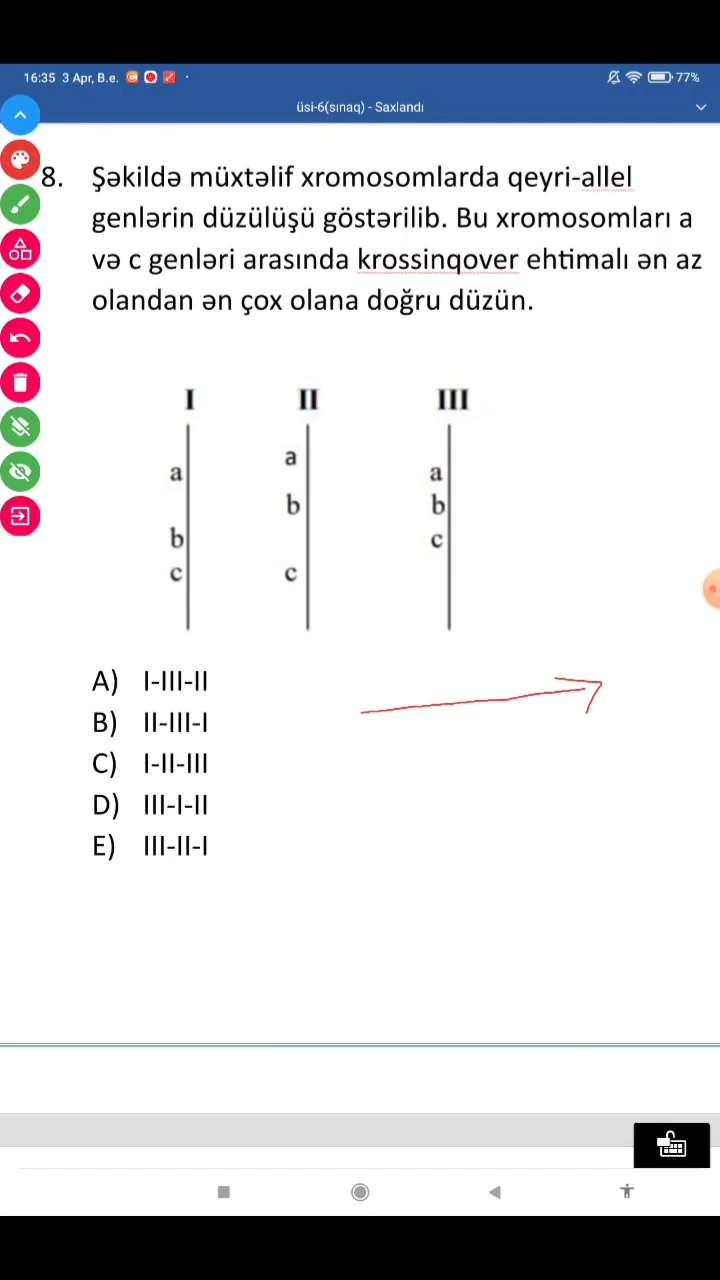 16:35 3 Apr, B.e.
77%
üsi-6(sınaq) - Saxlandı
8. Şəkildə müxtəlif xromosomlarda qeyri-allel
genlərin düzülüşü göstərilib. Bu xromosomları a
və c genləri arasında krossinqover ehtimalı ən az
olandan ən çox olana doğru düzün.
I II III
a a a
b b b
c c c
A) I-III-II
B) II-III-I
C) I-II-III
D) III-I-II
E) III-II-I